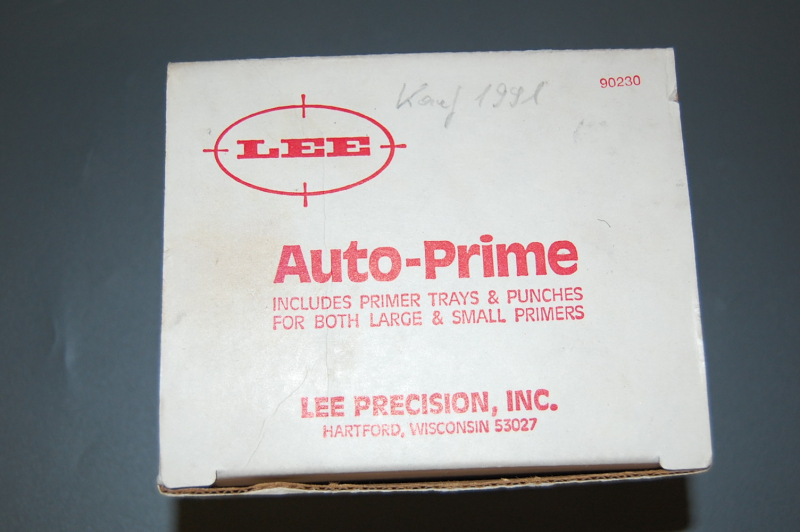 Kauf 1991
90230
LEE
Auto-Prime
INCLUDES PRIMER TRAYS & PUNCHES
FOR BOTH LARGE & SMALL PRIMERS
LEE PRECISION, INC.
HARTFORD, WISCONSIN 53027